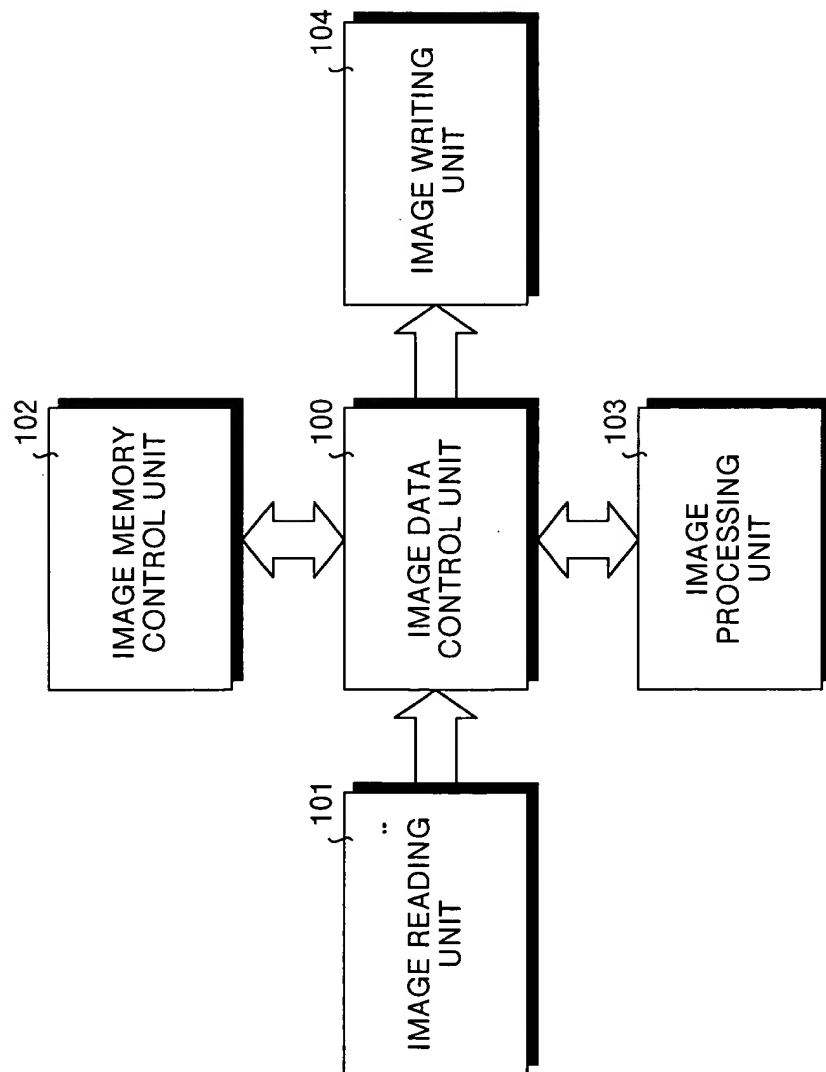 102
IMAGE MEMORY
CONTROL UNIT
101
IMAGE READING
UNIT
100
IMAGE DATA
CONTROL UNIT
104
IMAGE WRITING
UNIT
103
IMAGE
PROCESSING
UNIT